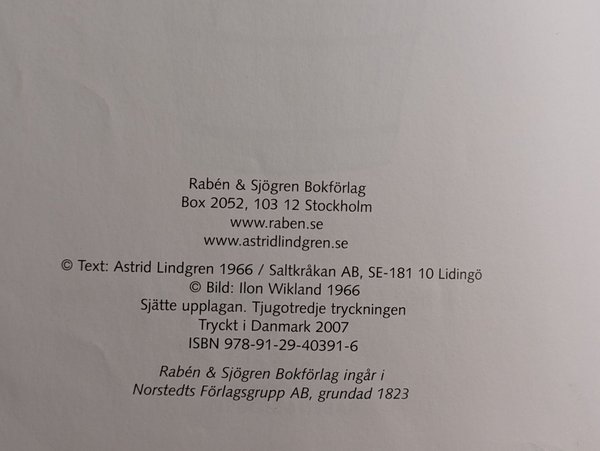 Rabén & Sjögren Bokförlag
Box 2052, 103 12 Stockholm
www.raben.se
www.astridlindgren.se
© Text: Astrid Lindgren 1966 / Saltkråkan AB, SE-181 10 Lidingö
© Bild: Ilon Wikland 1966
Sjätte upplagan. Tjugotredje tryckningen
Tryckt i Danmark 2007
ISBN 978-91-29-40391-6
Rabén & Sjögren Bokförlag ingår i
Norstedts Förlagsgrupp AB, grundad 1823